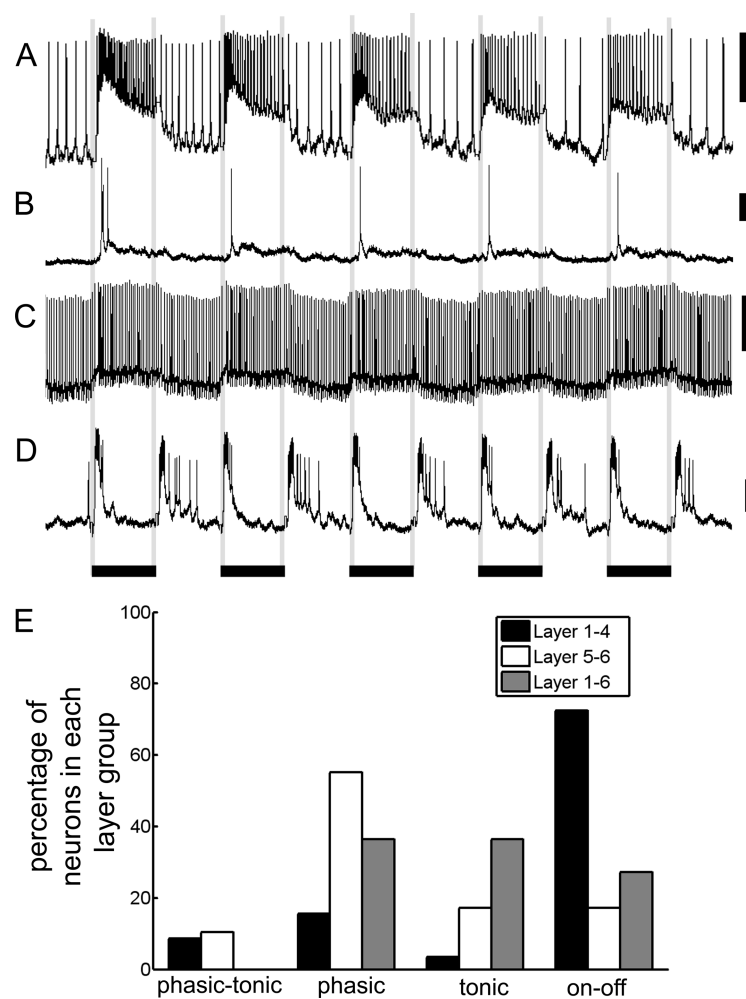 A
B
C
D
E
percentage of
neurons in each
layer group
100
80
60
40
20
0
Layer 1-4
Layer 5-6
Layer 1-6
phasic-tonic
phasic
tonic
on-off